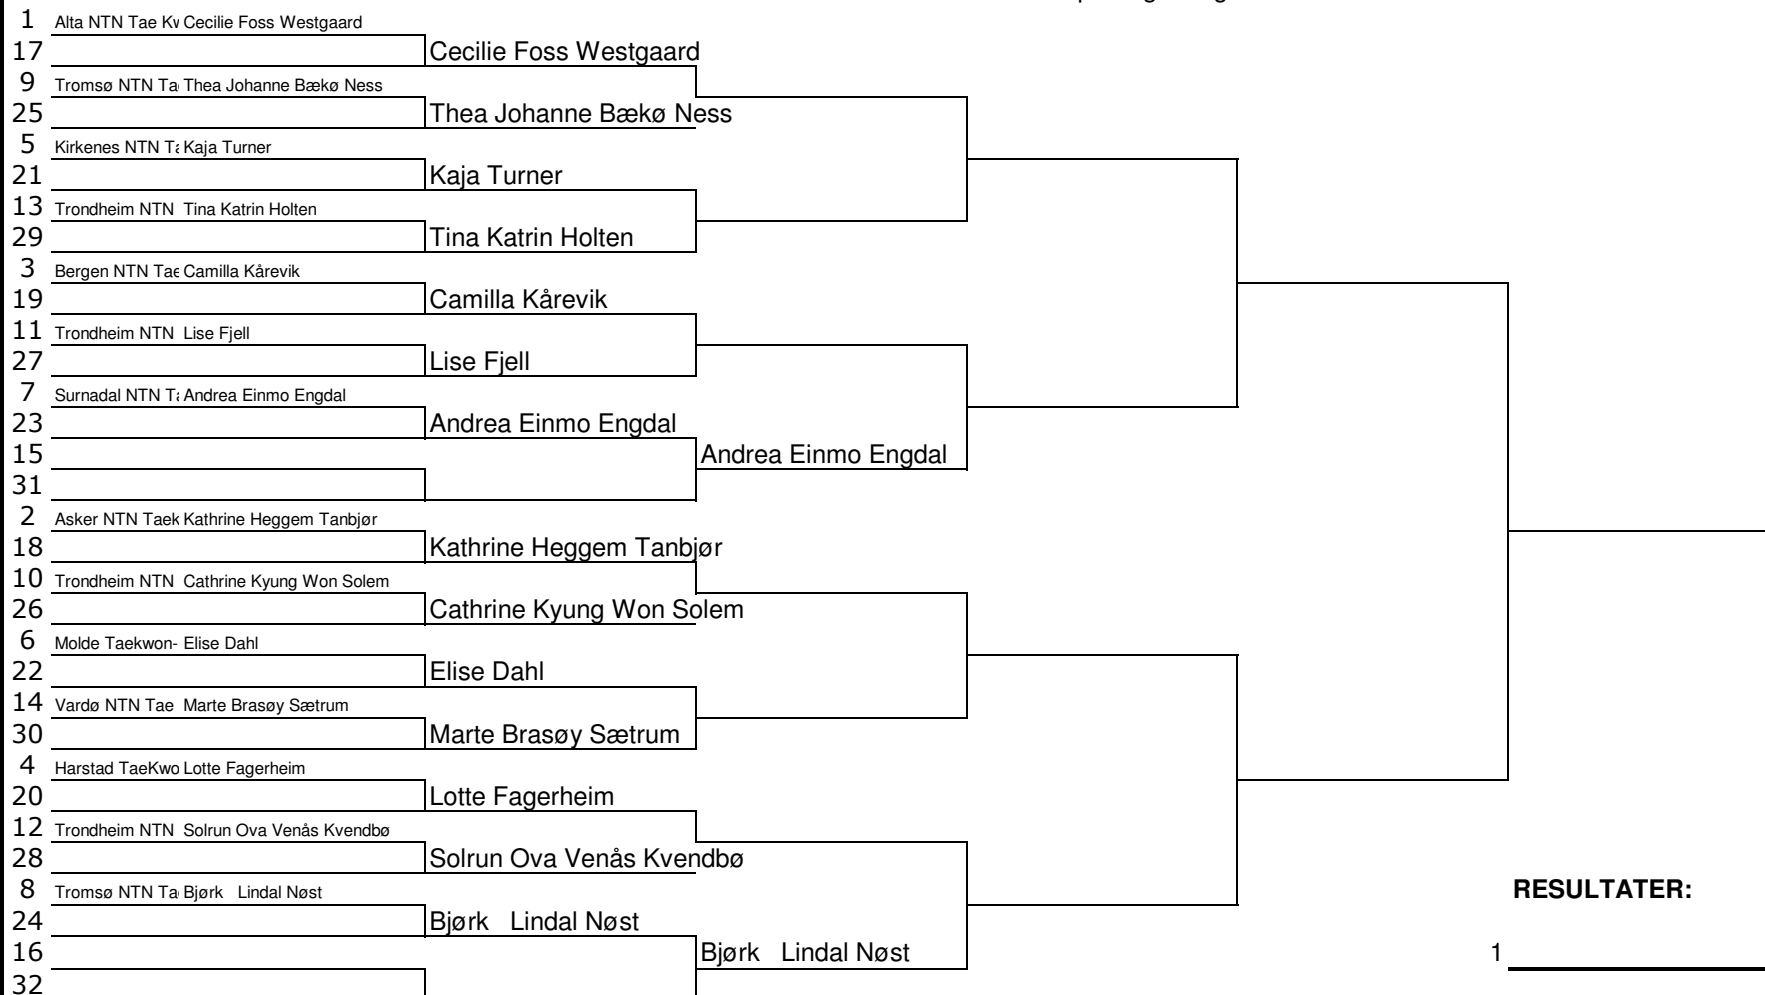 1 Alta NTN Tae Kw Cecilie Foss Westgaard
17 Cecilie Foss Westgaard
9 Tromsø NTN Ta Thea Johanne Bækø Ness
25 Thea Johanne Bækø Ness
5 Kirkenes NTN Ta Kaja Turner
21 Kaja Turner
13 Trondheim NTN Tina Katrin Holten
29 Tina Katrin Holten
3 Bergen NTN Tae Camilla Kårevik
19 Camilla Kårevik
11 Trondheim NTN Lise Fjell
27 Lise Fjell
7 Surnadal NTN Ta Andrea Einmo Engdal
23 Andrea Einmo Engdal
15 Andrea Einmo Engdal
31
2 Asker NTN Taek Kathrine Heggem Tanbjør
18 Kathrine Heggem Tanbjør
10 Trondheim NTN Cathrine Kyung Won Solem
26 Cathrine Kyung Won Solem
6 Molde Taekwon- Elise Dahl
22 Elise Dahl
14 Vardø NTN Tae Marte Brasøy Sætrum
30 Marte Brasøy Sætrum
4 Harstad TaeKwo Lotte Fagerheim
20 Lotte Fagerheim
12 Trondheim NTN Solrun Ova Venås Kvendbø
28 Solrun Ova Venås Kvendbø
8 Tromsø NTN Ta Bjørk Lindal Nøst
RESULTATER:
24 Bjørk Lindal Nøst
16 Bjørk Lindal Nøst 1
32